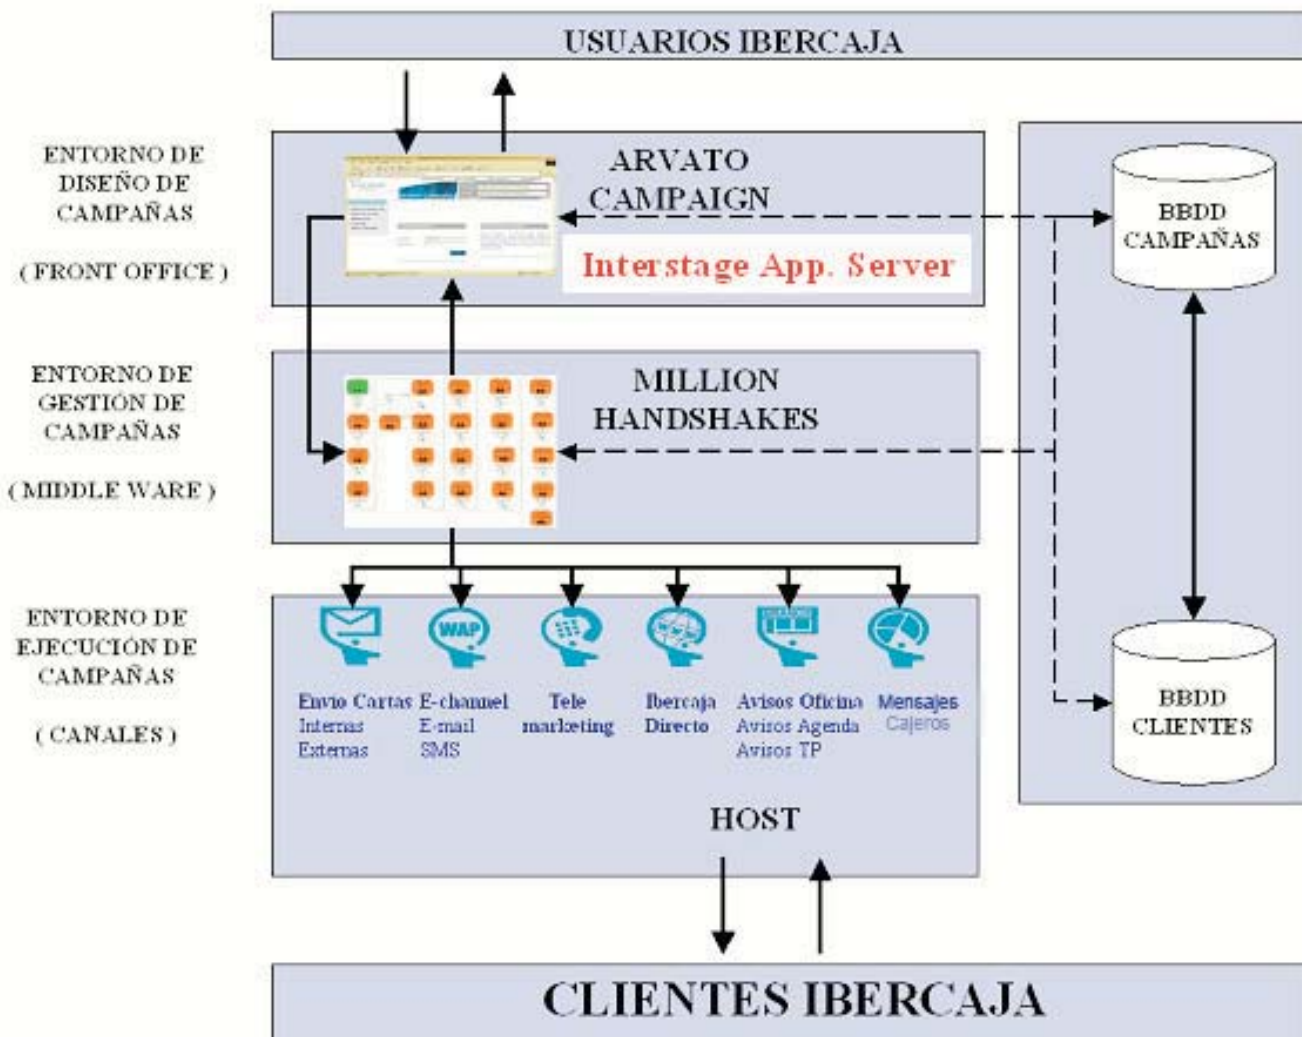 USUARIOS IBERCAJA
ENTORNO DE
DISEÑO DE
CAMPAÑAS
( FRONT OFFICE )
ARVATO
CAMPAIGN
Interstage App. Server
BBDD
CAMPAÑAS
ENTORNO DE
GESTIÓN DE
CAMPAÑAS
( MIDDLE WARE )
MILLION
HANDSHAKES
ENTORNO DE
EJECUCIÓN DE
CAMPAÑAS
( CANALES )
WAP
Envío Cartas
Internas
Externas
E-channel
E-mail
SMS
Tele
marketing
Ibercaja
Directo
Avisos Oficina
Avisos Agenda
Avisos TP
Mensajes
Cajeros
HOST
BBDD
CLIENTES
CLIENTES IBERCAJA